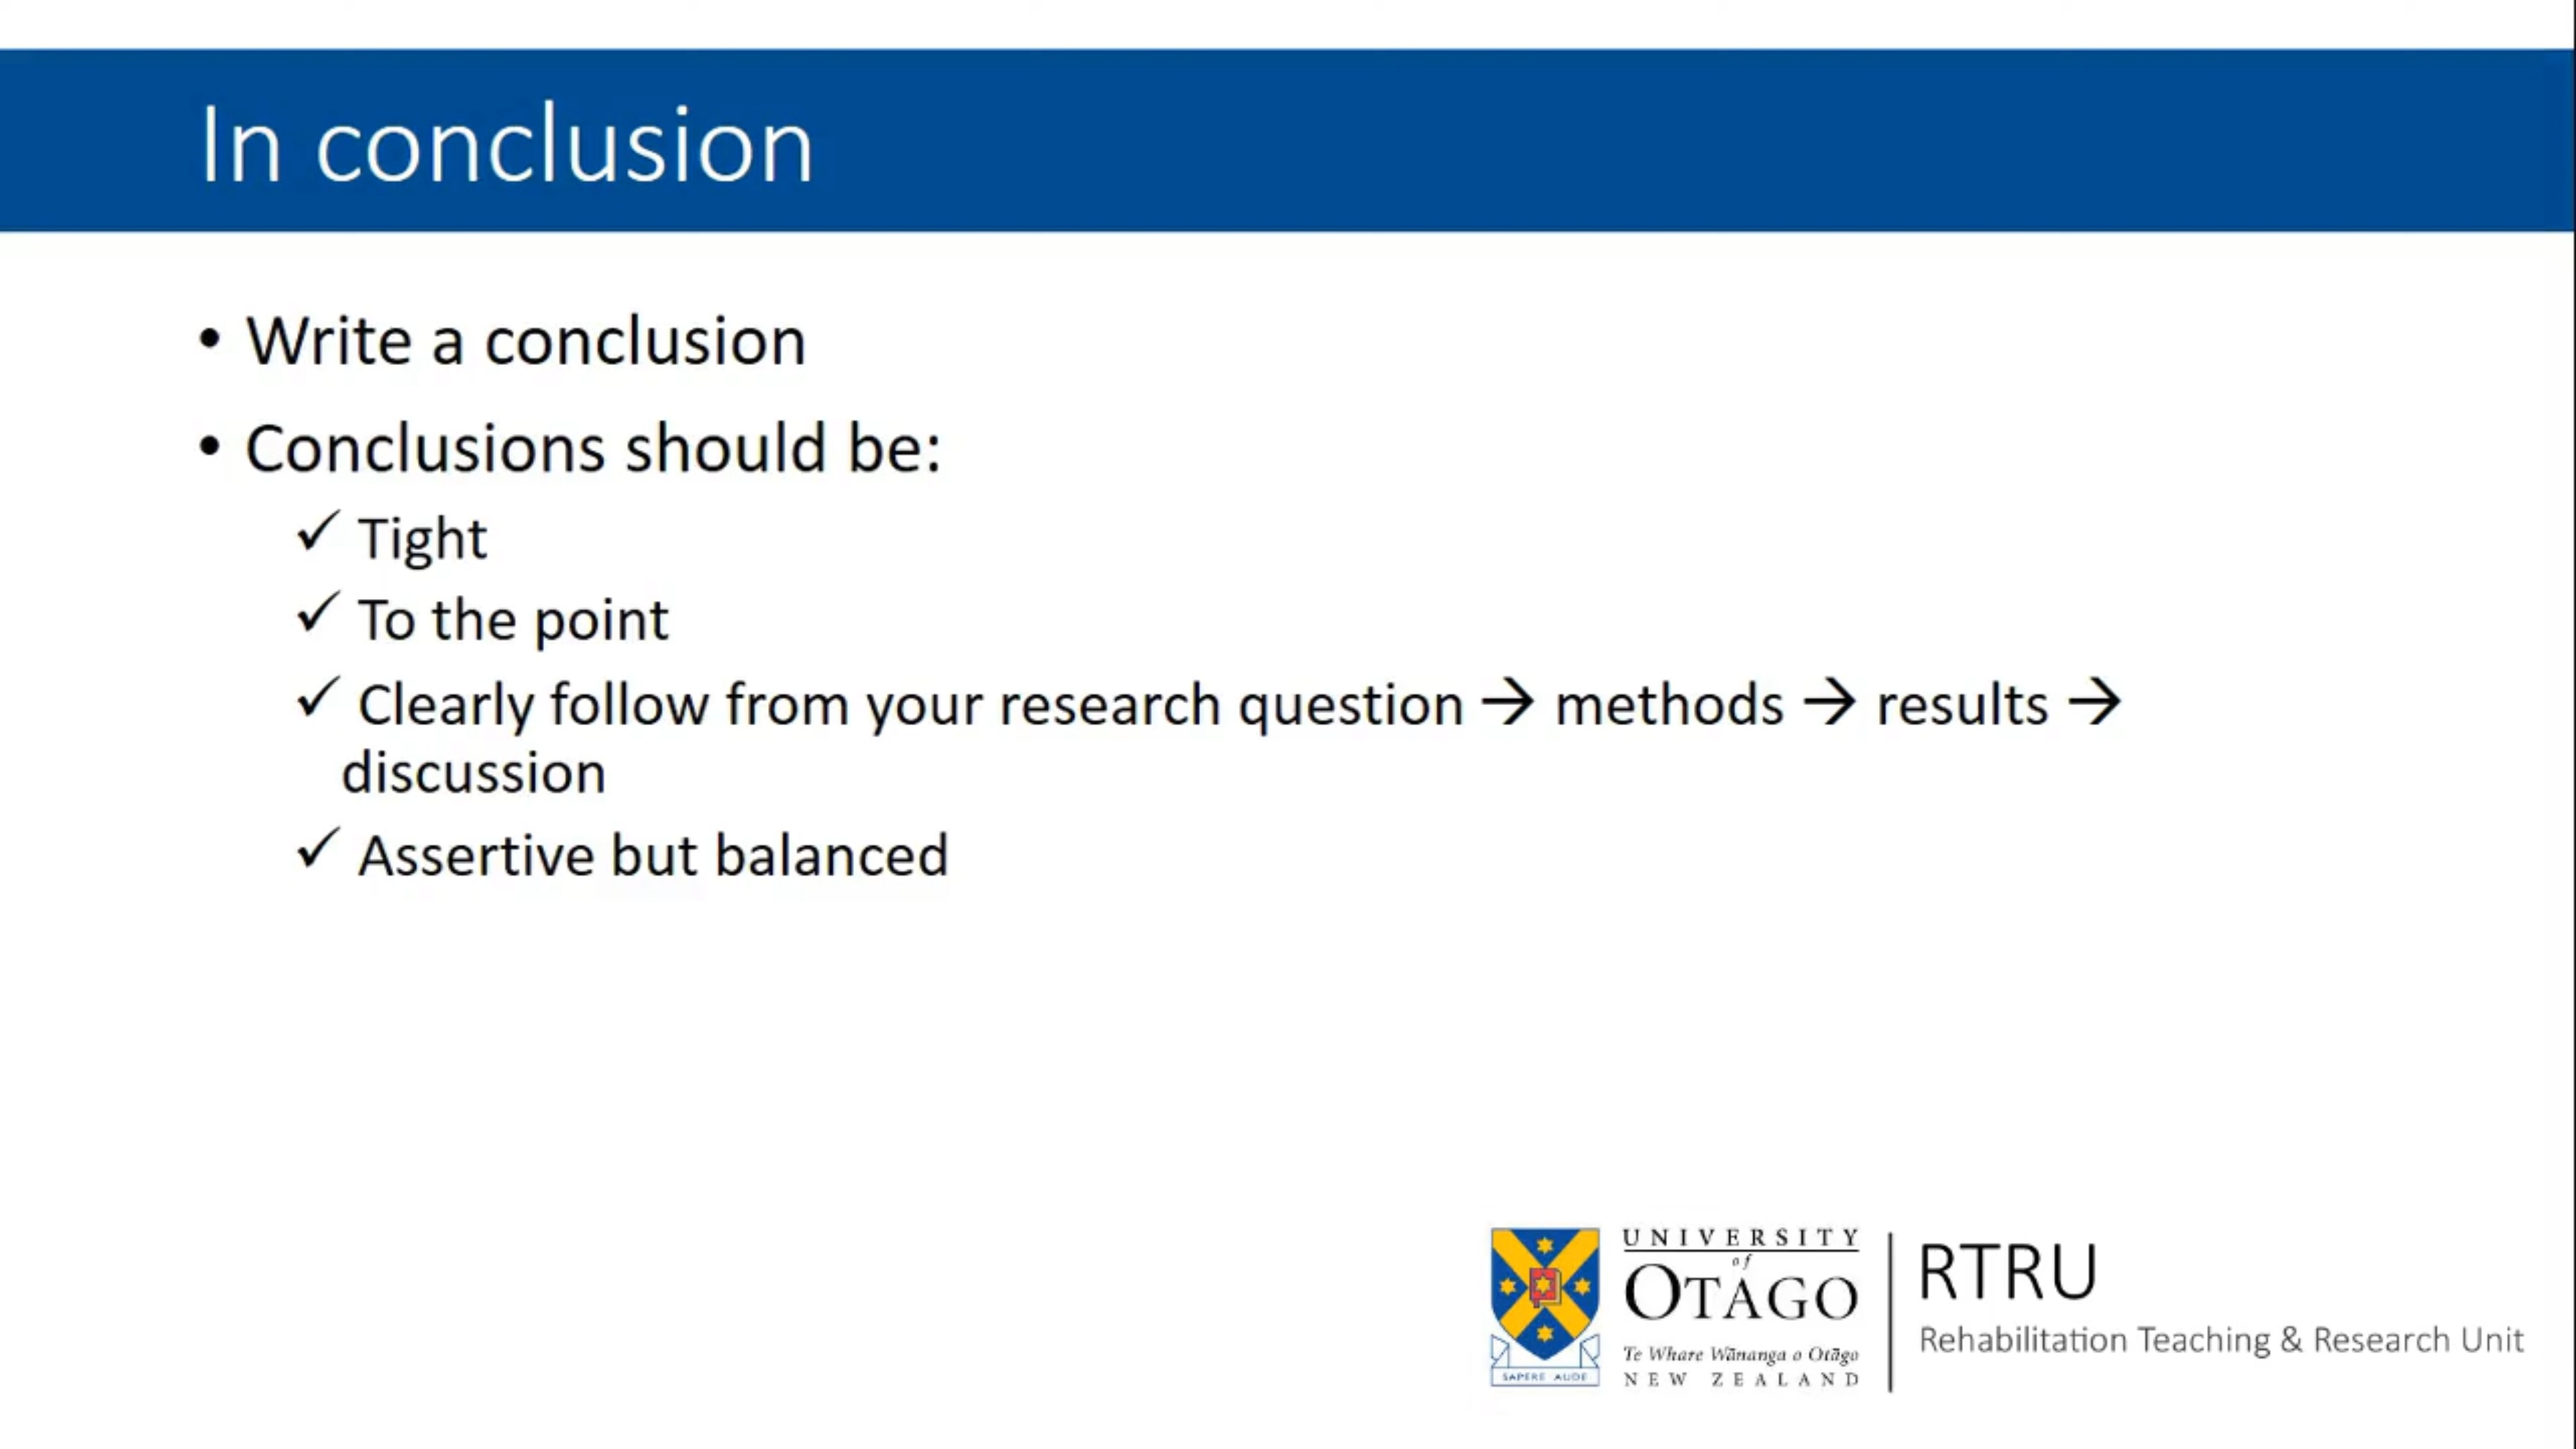 In conclusion
• Write a conclusion
• Conclusions should be:
✓ Tight
✓ To the point
✓ Clearly follow from your research question → methods → results →
discussion
✓ Assertive but balanced
UNIVERSITY
of
OTAGO
Te Whare Wānanga o Otāgo
NEW ZEALAND
SAPERE AUDE
RTRU
Rehabilitation Teaching & Research Unit